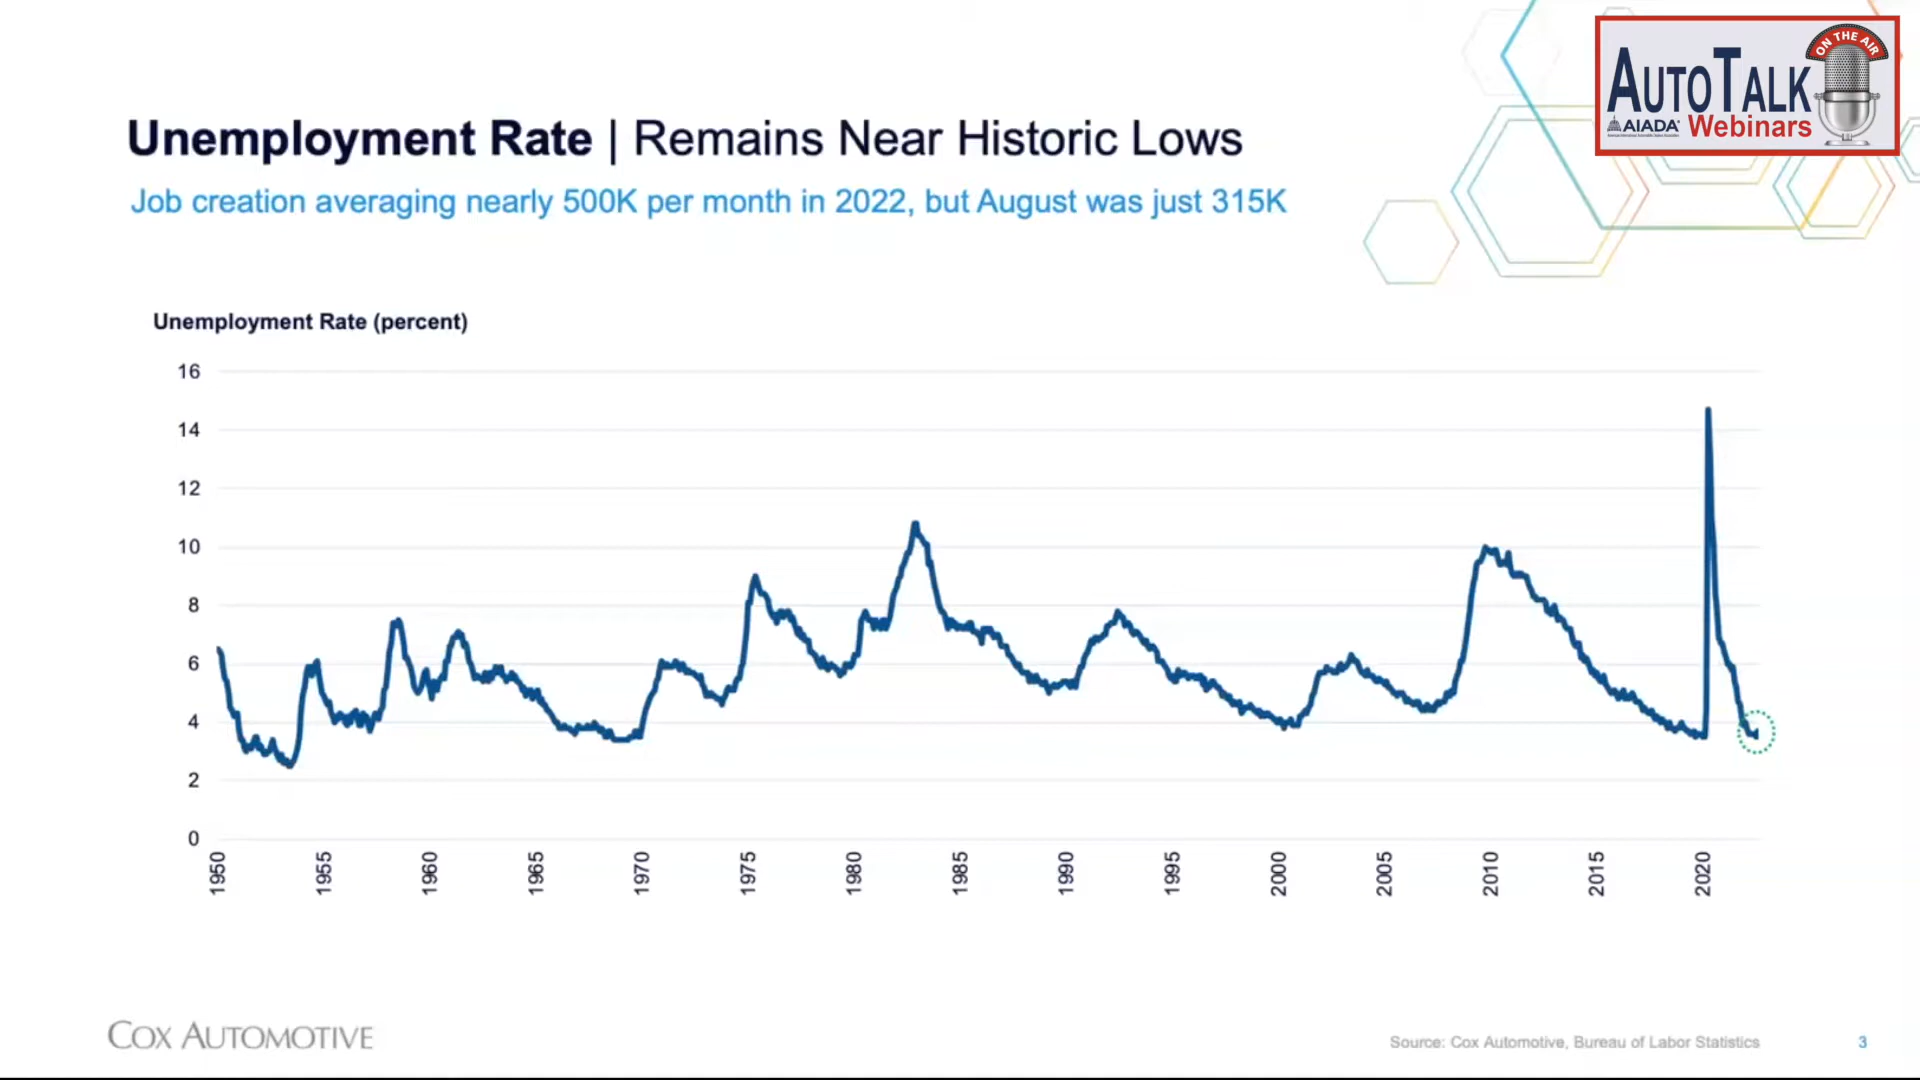 ON THE AIR
AUTOTALK
AIADA Webinars
Unemployment Rate | Remains Near Historic Lows
Job creation averaging nearly 500K per month in 2022, but August was just 315K
Unemployment Rate (percent)
16
14
12
10
8
6
4
2
0
1950 1955 1960 1965 1970 1975 1980 1985 1990 1995 2000 2005 2010 2015 2020
COX AUTOMOTIVE
Source: Cox Automotive, Bureau of Labor Statistics
3